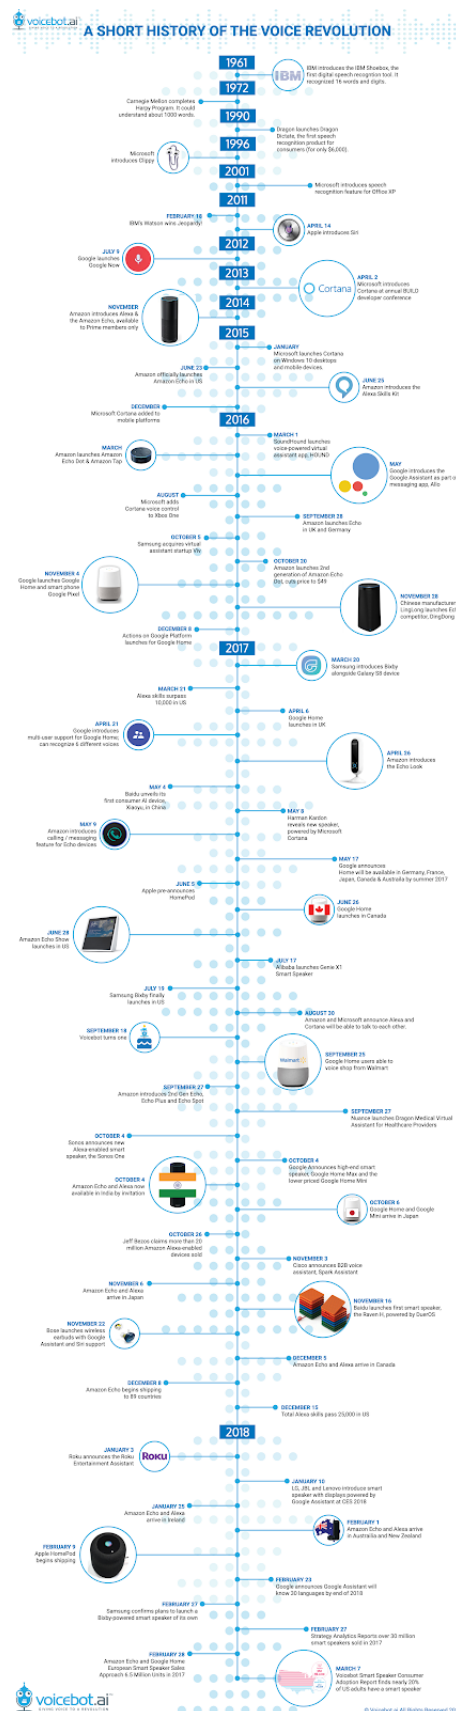 voicebot.ai
A SHORT HISTORY OF THE VOICE REVOLUTION
1961
IBM
IBM introduces the IBM Shoebox, the
first digital speech recognition tool. It
recognized 16 words and digits.
1972
Carnegie Mellon completes
Harpy Program. It could
understand about 1000 words.
1990
Dragon launches Dragon
Dictate, the first speech
recognition product for
consumers (for only $6,000).
1996
Microsoft
introduces Clippy
2001
Microsoft introduces speech
recognition feature for Office XP
2011
FEBRUARY 16
IBM's Watson wins Jeopardy!
APRIL 14
Apple introduces Siri
2012
JULY 9
Google launches
Google Now
2013
APRIL 2
Cortana
Microsoft introduces
Cortana at annual BUILD
developer conference
2014
NOVEMBER
Amazon introduces Alexa &
the Amazon Echo, available
to Prime members only
2015
JANUARY
Microsoft launches Cortana
on Windows 10 desktops
and mobile devices.
JUNE 23
Amazon officially launches
Amazon Echo in US
JUNE 25
Amazon introduces the
Alexa Skills Kit
DECEMBER
Microsoft Cortana added to
mobile platforms
2016
MARCH 1
SoundHound launches
voice-powered virtual
assistant app, HOUND
MARCH
Amazon launches Amazon
Echo Dot & Amazon Tap
MAY
Google introduces the
Google Assistant as part o
messaging app, Allo
AUGUST
Microsoft adds
Cortana voice control
to Xbox One
SEPTEMBER 28
Amazon launches Echo
in UK and Germany
OCTOBER 5
Samsung acquires virtual
assistant startup Viv
OCTOBER 20
Amazon launches 2nd
generation of Amazon Echo
Dot, cuts price to $49
NOVEMBER 4
Google launches Google
Home and smart phone
Google Pixel
NOVEMBER 28
Chinese manufacturer
LingLong launches Ec
competitor, DingDong
DECEMBER 8
Actions on Google Platform
launches for Google Home
2017
MARCH 20
Samsung introduces Bixby
alongside Galaxy S8 device
MARCH 31
Alexa skills surpass
10,000 in US
APRIL 6
Google Home
launches in UK
APRIL 21
Google introduces
multi-user support for Google Home,
can recognize 6 different voices
APRIL 26
Amazon introduces
the Echo Look
MAY 4
Baidu unveils its
first consumer AI device,
Xiaoyu, in China
MAY 8
Harman Kardon
reveals new speaker,
powered by Microsoft
Cortana
MAY 9
Amazon introduces
calling / messaging
feature for Echo devices
MAY 17
Google announces
Home will be available in Germany, France,
Japan, Canada & Australia by summer 2017
JUNE 5
Apple pre announces
HomePod
JUNE 26
Google Home
launches in Canada
JUNE 28
Amazon Echo Show
launches in US
JULY 17
Alibaba launches Genie X1
Smart Speaker
JULY 15
Samsung Bixby finally
launches in US
AUGUST 30
Amazon and Microsoft announce Alexa and
Cortana will be able to talk to each other.
SEPTEMBER 18
Voicebot turns one
Walmart
SEPTEMBER 25
Google Home users able to
voice shop from Walmart
SEPTEMBER 27
Amazon introduces 2nd Gen Echo,
Echo Plus and Echo Spot
SEPTEMBER 27
Nuance launches Dragon Medical Virtual
Assistant for Healthcare Providers
OCTOBER 4
Sonos announces new
Alexa enabled smart
speaker, the Sonos One
OCTOBER 4
Google Announces high-end smart
speaker, Google Home Max and the
lower-priced Google Home Mini
OCTOBER 4
Amazon Echo and Alexa now
available in India by invitation
OCTOBER 6
Google Home and Google
Mini arrive in Japan
OCTOBER 26
Jeff Bezos claims more than 20
million Amazon Alexa-enabled
devices sold
NOVEMBER 3
Cisco announces B2B voice
assistant, Spark Assistant
NOVEMBER 6
Amazon Echo and Alexa
arrive in Japan
NOVEMBER 16
Baidu launches first smart speaker,
the Raven H, powered by DuerOS
NOVEMBER 22
Bose launches wireless
earbuds with Google
Assistant and Siri support
DECEMBER 5
Amazon Echo and Alexa arrive in Canada
DECEMBER 8
Amazon Echo begins shipping
to 89 countries
DECEMBER 15
Total Alexa skills pass 25,000 in US
2018
JANUARY 3
Roku announces the Roku
Entertainment Assistant
ROKU
JANUARY 10
LG, JBL and Lenovo introduce smart
speaker with displays powered by
Google Assistant at CES 2018
JANUARY 25
Amazon Echo and Alexa
arrive in Ireland
FEBRUARY 1
Amazon Echo and Alexa arrive
in Australia and New Zealand
FEBRUARY 9
Apple HomePod
begins shipping
FEBRUARY 23
Google announces Google Assistant will
know 30 languages by end of 2018
FEBRUARY 27
Samsung confirms plans to launch a
Bixby-powered smart speaker of its own
FEBRUARY 27
Strategy Analytics Reports over 30 million
smart speakers sold in 2017
FEBRUARY 28
Amazon Echo and Google Home
European Smart Speaker Sales
Approach 4.5 Million Units in 2017
MARCH 7
Voicebot Smart Speaker Consumer
Adoption Report finds nearly 20%
of US adults have a smart speaker
voicebot.ai
GIVING VOICE TO A REVOLUTION
© Voicebot.ai All Rights Reserved 20